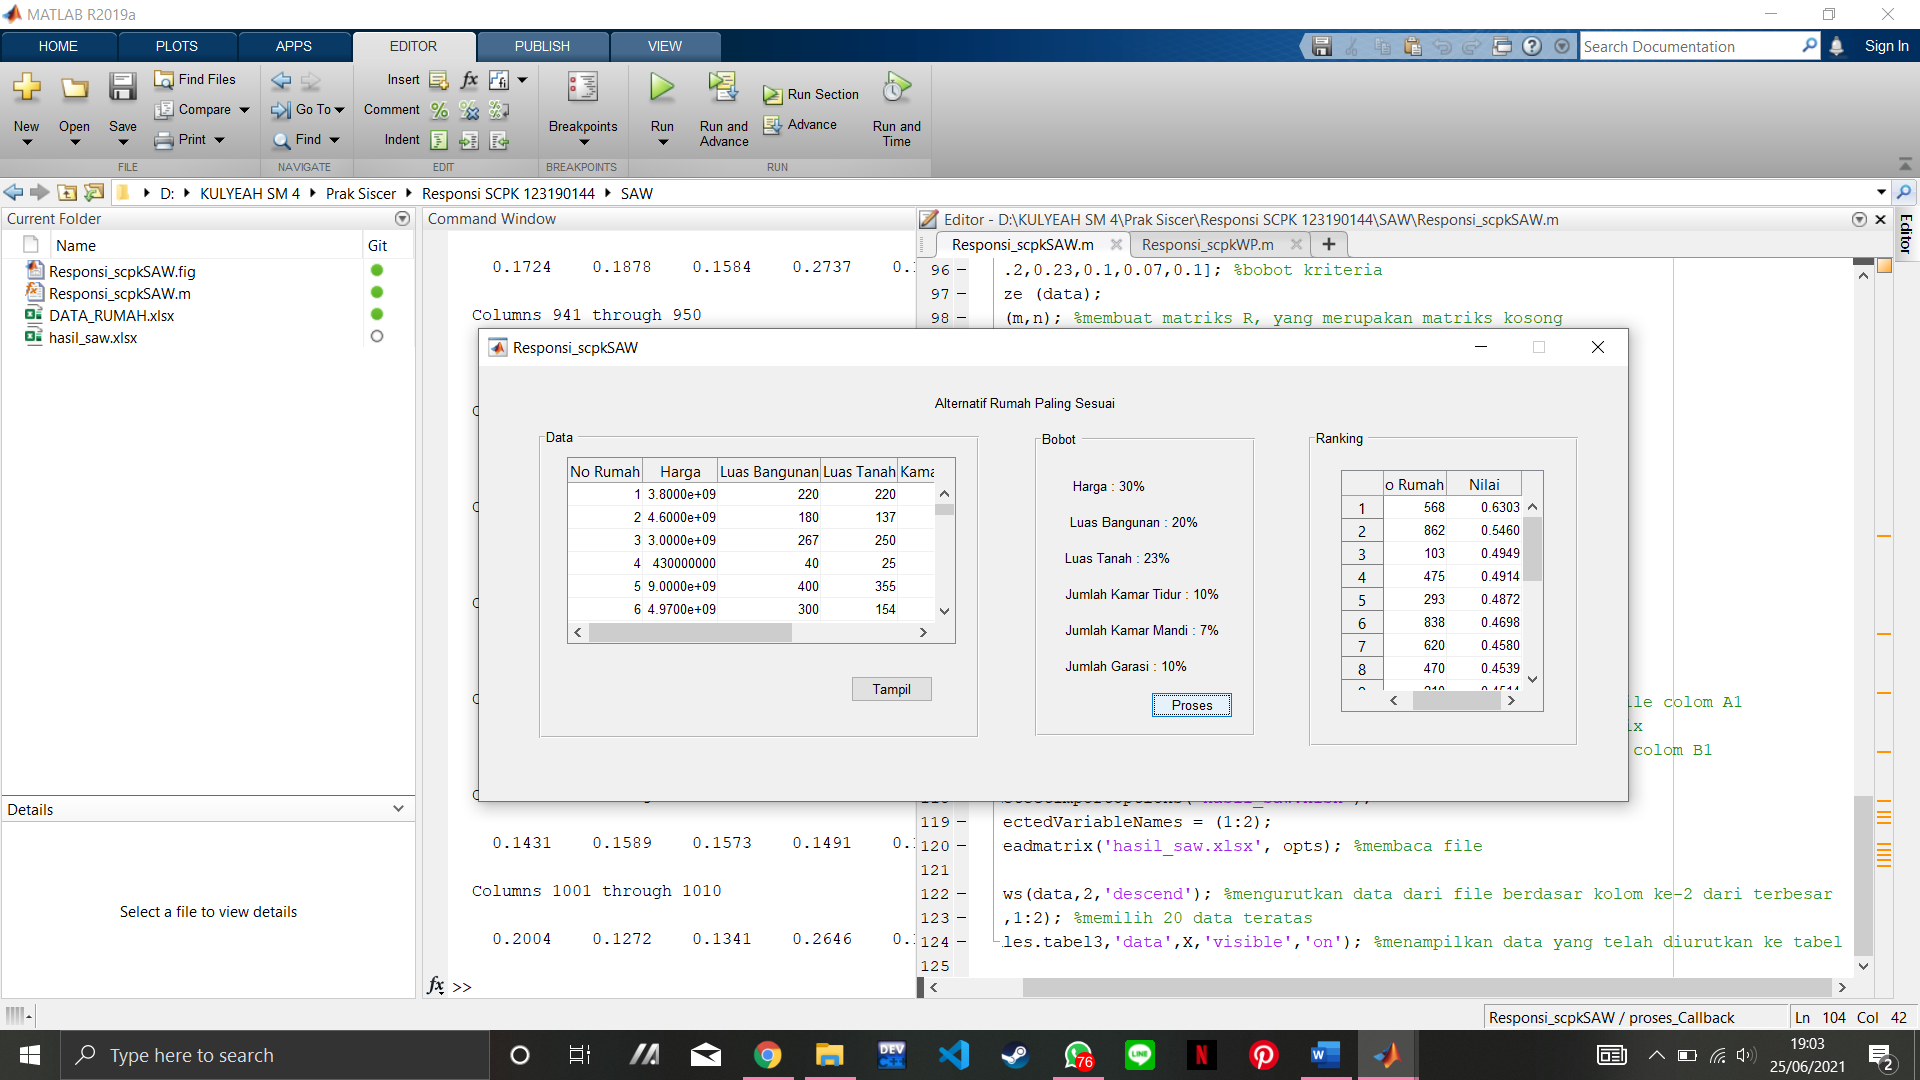 MATLAB R2019a
HOME PLOTS APPS EDITOR PUBLISH VIEW
Search Documentation
Sign In
New Open Save
Find Files
Compare
Print
FILE
Go To
Find
NAVIGATE
Insert
Comment
Indent
EDIT
Breakpoints
BREAKPOINTS
Run
Run and Advance
Run Section
Advance
Run and Time
RUN
D: KULYEAH SM 4 Prak Siscer Responsi SCPK 123190144 SAW
Current Folder
Name Git
Responsi_scpkSAW.fig
Responsi_scpkSAW.m
DATA_RUMAH.xlsx
hasil_saw.xlsx
Details
Select a file to view details
Command Window
0.1724 0.1878 0.1584 0.2737 0.
Columns 941 through 950
0.1431 0.1589 0.1573 0.1491 0.
Columns 1001 through 1010
0.2004 0.1272 0.1341 0.2646 0.
fx >>
Editor - D:\KULYEAH SM 4\Prak Siscer\Responsi SCPK 123190144\SAW\Responsi_scpkSAW.m
Editor
Responsi_scpkSAW.m Responsi_scpkWP.m
96 .2,0.23,0.1,0.07,0.1]; %bobot kriteria
97 ze (data);
98 (m,n); %membuat matriks R, yang merupakan matriks kosong
ile colom A1
ix
colom B1
119 ectedVariableNames = (1:2);
120 eadmatrix('hasil_saw.xlsx', opts); %membaca file
121
122 ws(data,2,'descend'); %mengurutkan data dari file berdasar kolom ke-2 dari terbesar
123 ,1:2); %memilih 20 data teratas
124 les.tabel3,'data',X,'visible','on'); %menampilkan data yang telah diurutkan ke tabel
125
Responsi_scpkSAW
Alternatif Rumah Paling Sesuai
Data
No Rumah Harga Luas Bangunan Luas Tanah Kama
1 3.8000e+09 220 220
2 4.6000e+09 180 137
3 3.0000e+09 267 250
4 430000000 40 25
5 9.0000e+09 400 355
6 4.9700e+09 300 154
Tampil
Bobot
Harga : 30%
Luas Bangunan : 20%
Luas Tanah : 23%
Jumlah Kamar Tidur : 10%
Jumlah Kamar Mandi : 7%
Jumlah Garasi : 10%
Proses
Ranking
o Rumah Nilai
1 568 0.6303
2 862 0.5460
3 103 0.4949
4 475 0.4914
5 293 0.4872
6 838 0.4698
7 620 0.4580
8 470 0.4539
Responsi_scpkSAW / proses_Callback
Ln 104 Col 42
Type here to search
DEV
76
19:03
25/06/2021
2